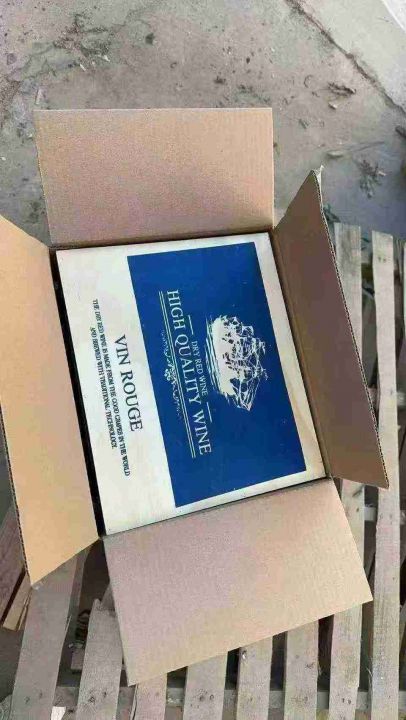 DRY RED WINE
HIGH QUALITY WINE
VIN ROUGE
THE DRY RED WINE IS MADE FROM THE GOOD GRAPES IN THE WORLD
AND BREWED WITH TRADITIONAL TECHNOLOGY.